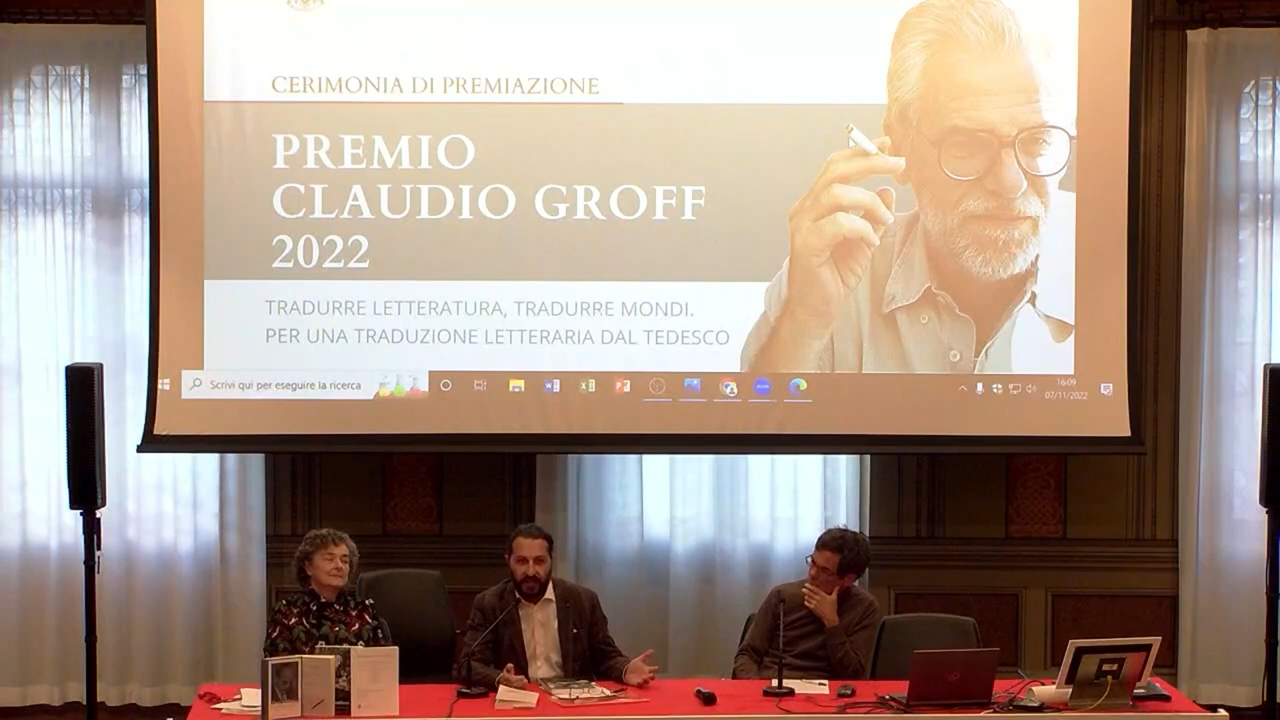 CERIMONIA DI PREMIAZIONE
PREMIO
CLAUDIO GROFF
2022
TRADURRE LETTERATURA, TRADURRE MONDI.
PER UNA TRADUZIONE LETTERARIA DAL TEDESCO
Scrivi qui per eseguire la ricerca
16:09
07/11/2022